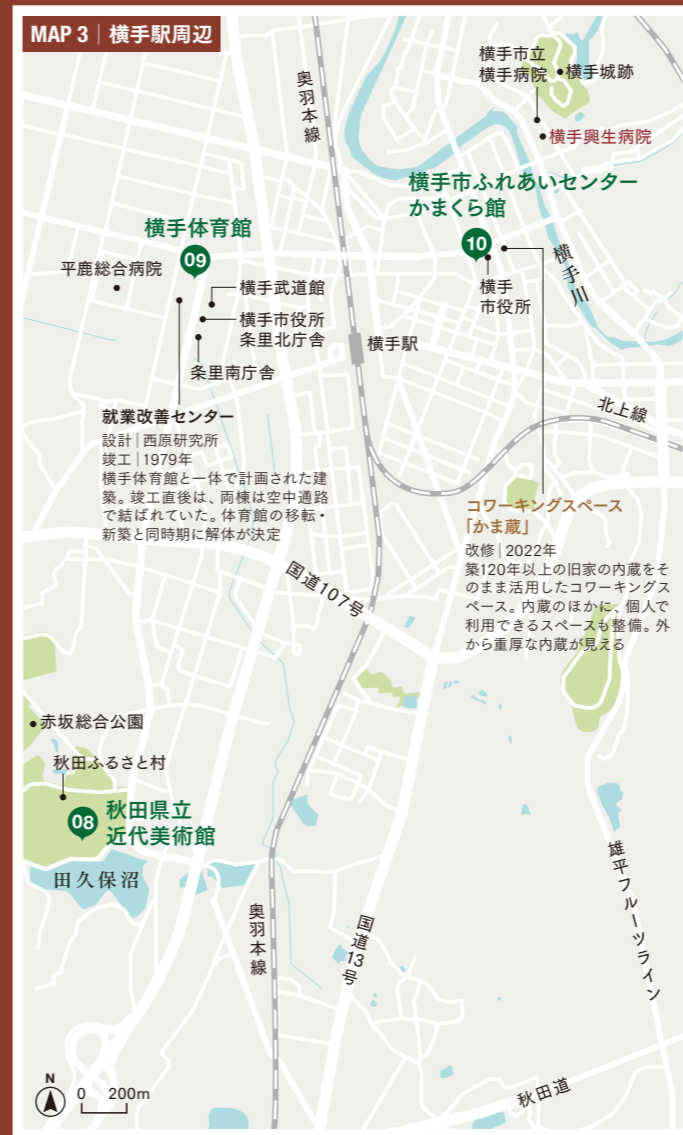 MAP 3｜横手駅周辺
奥羽本線
横手市立
横手病院
横手城跡
横手興生病院
横手市ふれあいセンター
かまくら館
10
横手
市役所
横手川
横手体育館
09
平鹿総合病院
横手武道館
横手市役所
条里北庁舎
条里南庁舎
横手駅
北上線
就業改善センター
設計｜西原研究所
竣工｜1979年
横手体育館と一体で計画された建
築。竣工直後は、両棟は空中通路
で結ばれていた。体育館の移転・
新築と同時期に解体が決定
コワーキングスペース
「かま蔵」
改修｜2022年
築120年以上の旧家の内蔵をそ
のまま活用したコワーキングス
ペース。内蔵のほかに、個人で
利用できるスペースも整備。外
から重厚な内蔵が見える
国道107号
赤坂総合公園
秋田ふるさと村
08
秋田県立
近代美術館
田久保沼
奥羽本線
国道13号
雄平フルーツライン
秋田道
N
0 200m